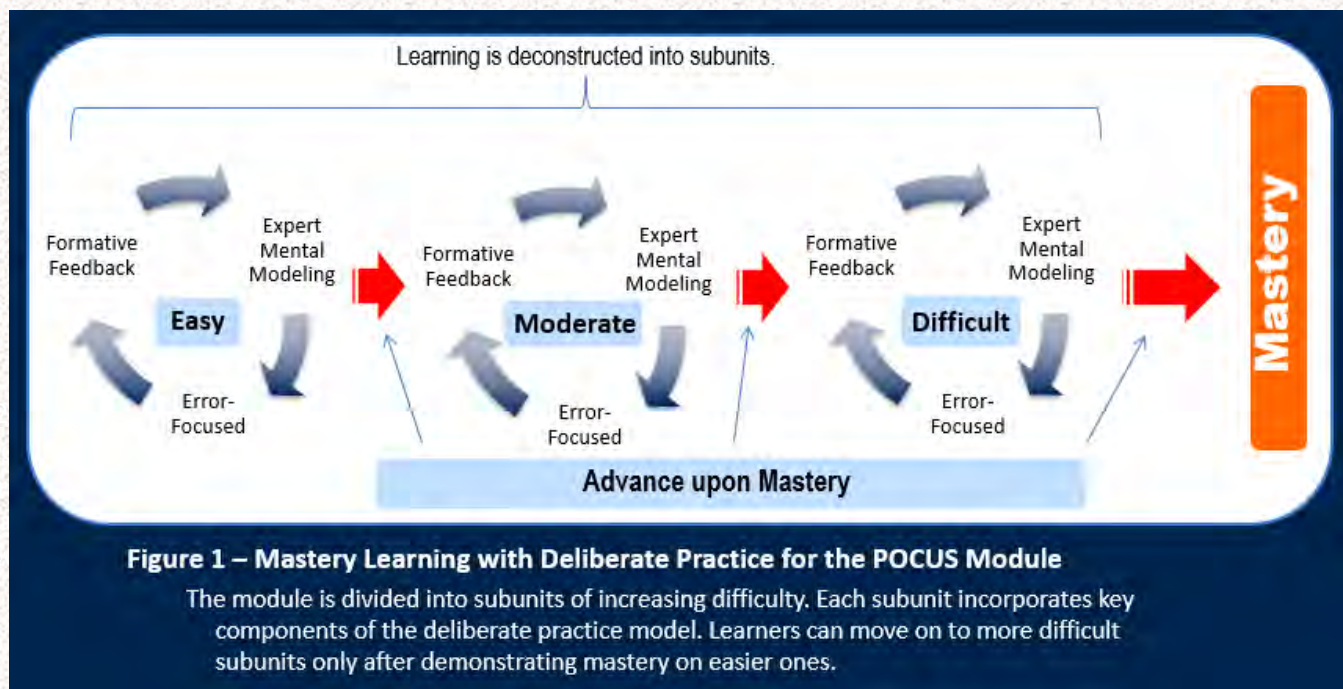 Learning is deconstructed into subunits.
Formative
Feedback
Expert
Mental
Modeling
Easy
Error-
Focused
Formative
Feedback
Expert
Mental
Modeling
Moderate
Error-
Focused
Formative
Feedback
Expert
Mental
Modeling
Difficult
Error-
Focused
Mastery
Advance upon Mastery
Figure 1 – Mastery Learning with Deliberate Practice for the POCUS Module
The module is divided into subunits of increasing difficulty. Each subunit incorporates key
components of the deliberate practice model. Learners can move on to more difficult
subunits only after demonstrating mastery on easier ones.